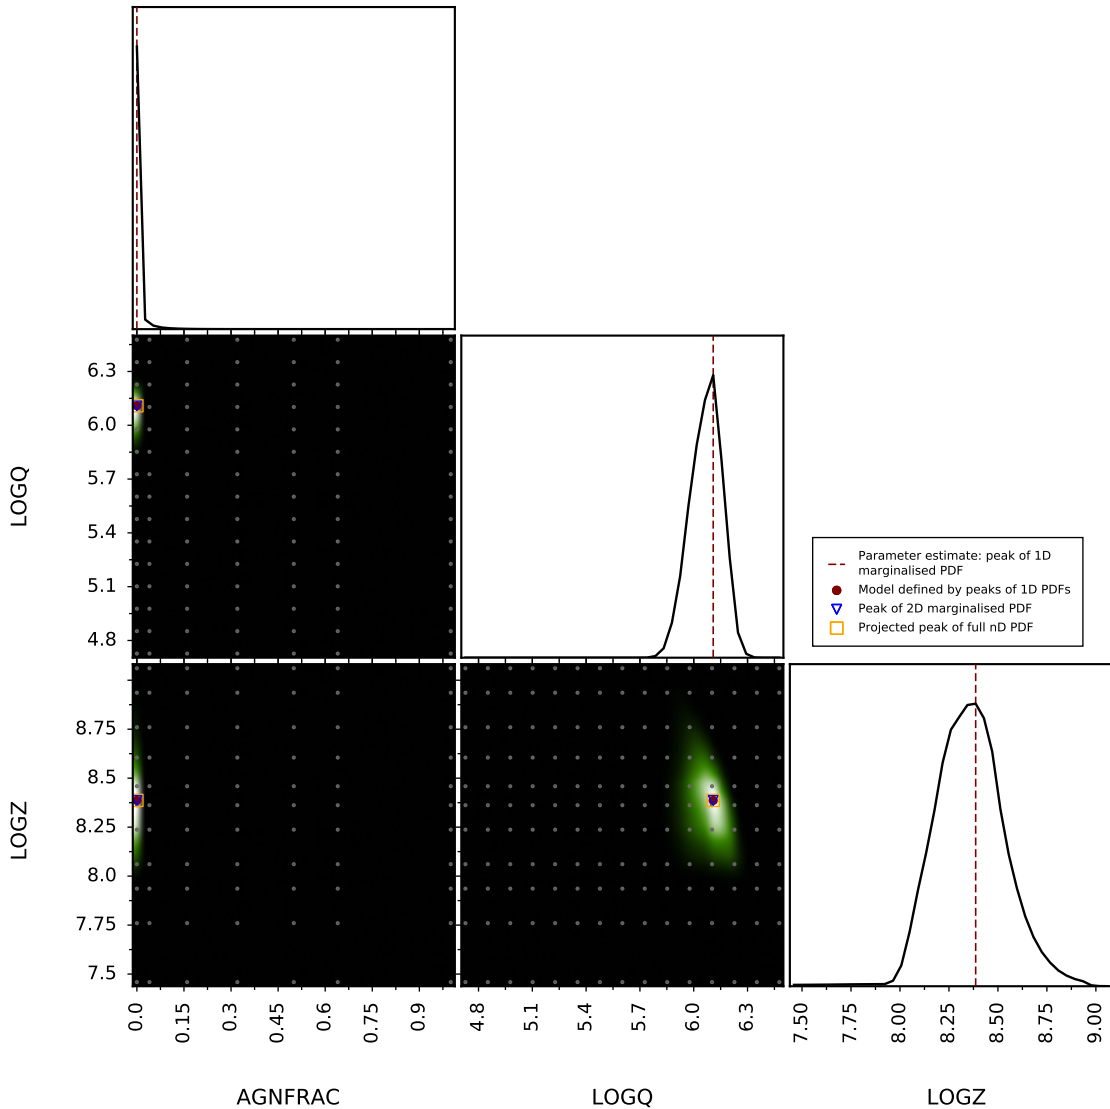 6.3
6.0
5.7
5.4
5.1
4.8
LOGQ
Parameter estimate: peak of 1D
marginalised PDF
Model defined by peaks of 1D PDFs
Peak of 2D marginalised PDF
Projected peak of full nD PDF
8.75
8.5
8.25
8.0
7.75
7.5
LOGZ
0.0 0.15 0.3 0.45 0.6 0.75 0.9
4.8 5.1 5.4 5.7 6.0 6.3
7.50 7.75 8.00 8.25 8.50 8.75 9.00
AGNFRAC LOGQ LOGZ